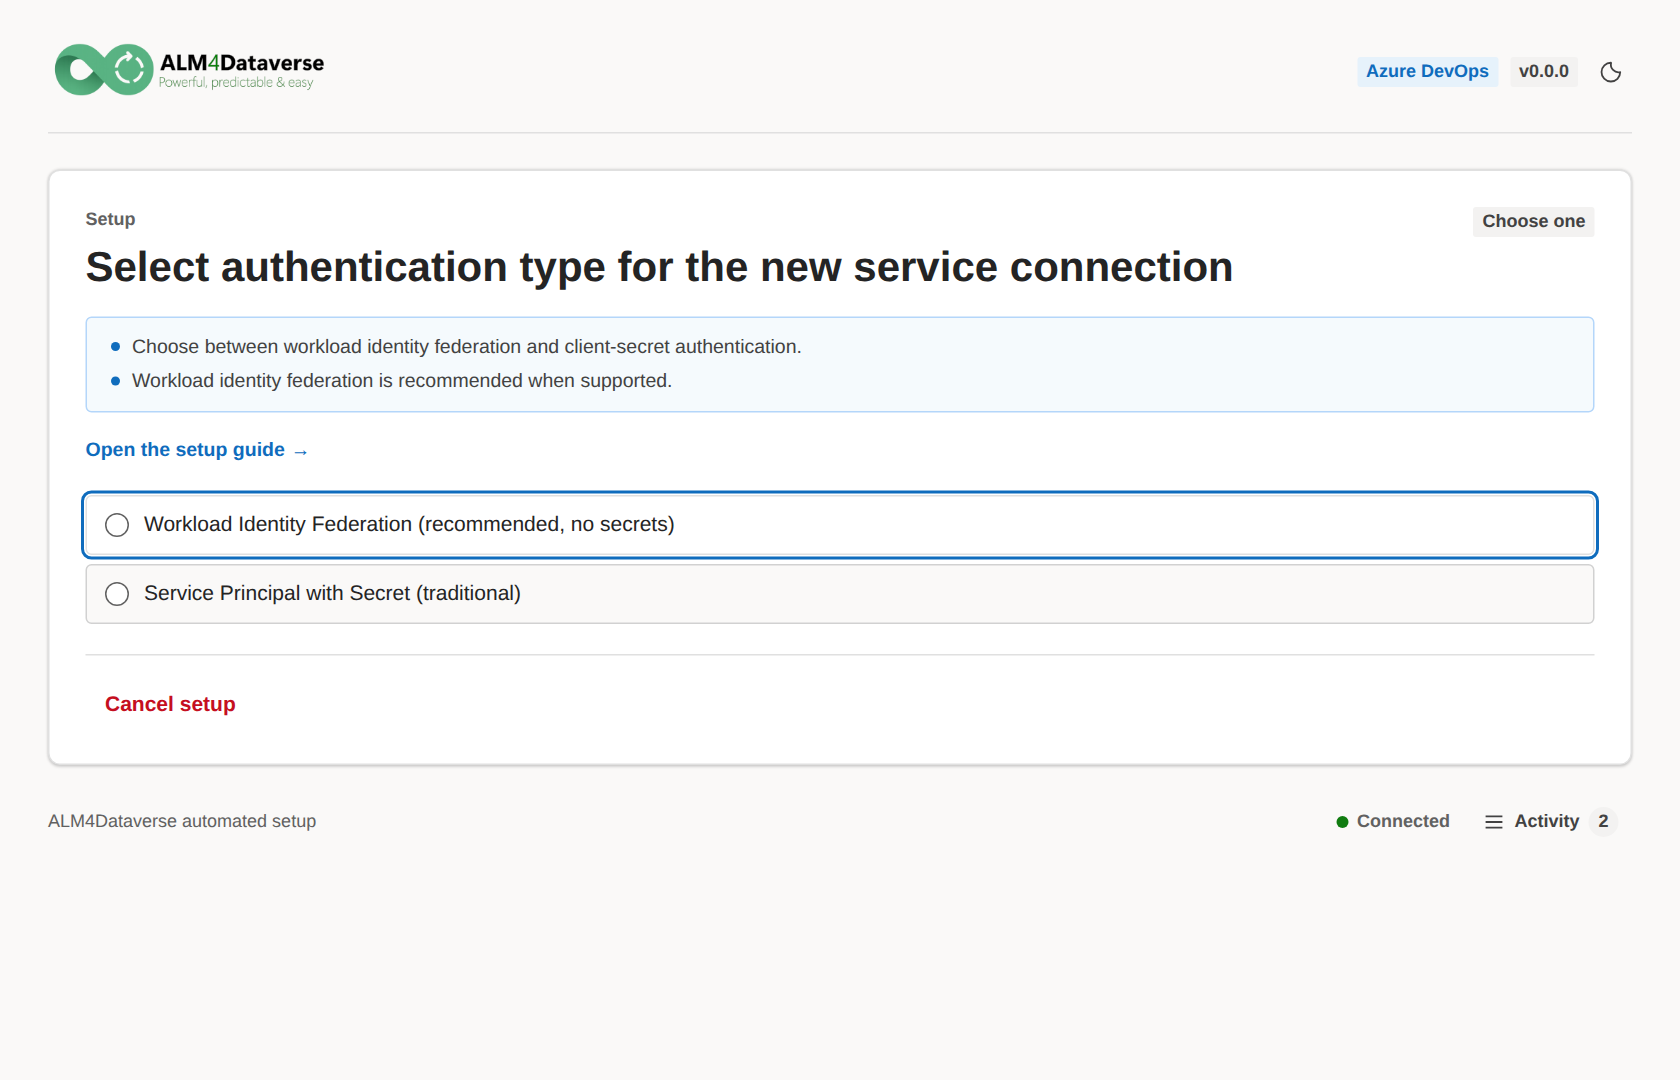 ALM4Dataverse
Powerful, predictable & easy
Azure DevOps
v0.0.0
Setup
Choose one
Select authentication type for the new service connection
Choose between workload identity federation and client-secret authentication.
Workload identity federation is recommended when supported.
Open the setup guide →
Workload Identity Federation (recommended, no secrets)
Service Principal with Secret (traditional)
Cancel setup
ALM4Dataverse automated setup
Connected
Activity 2